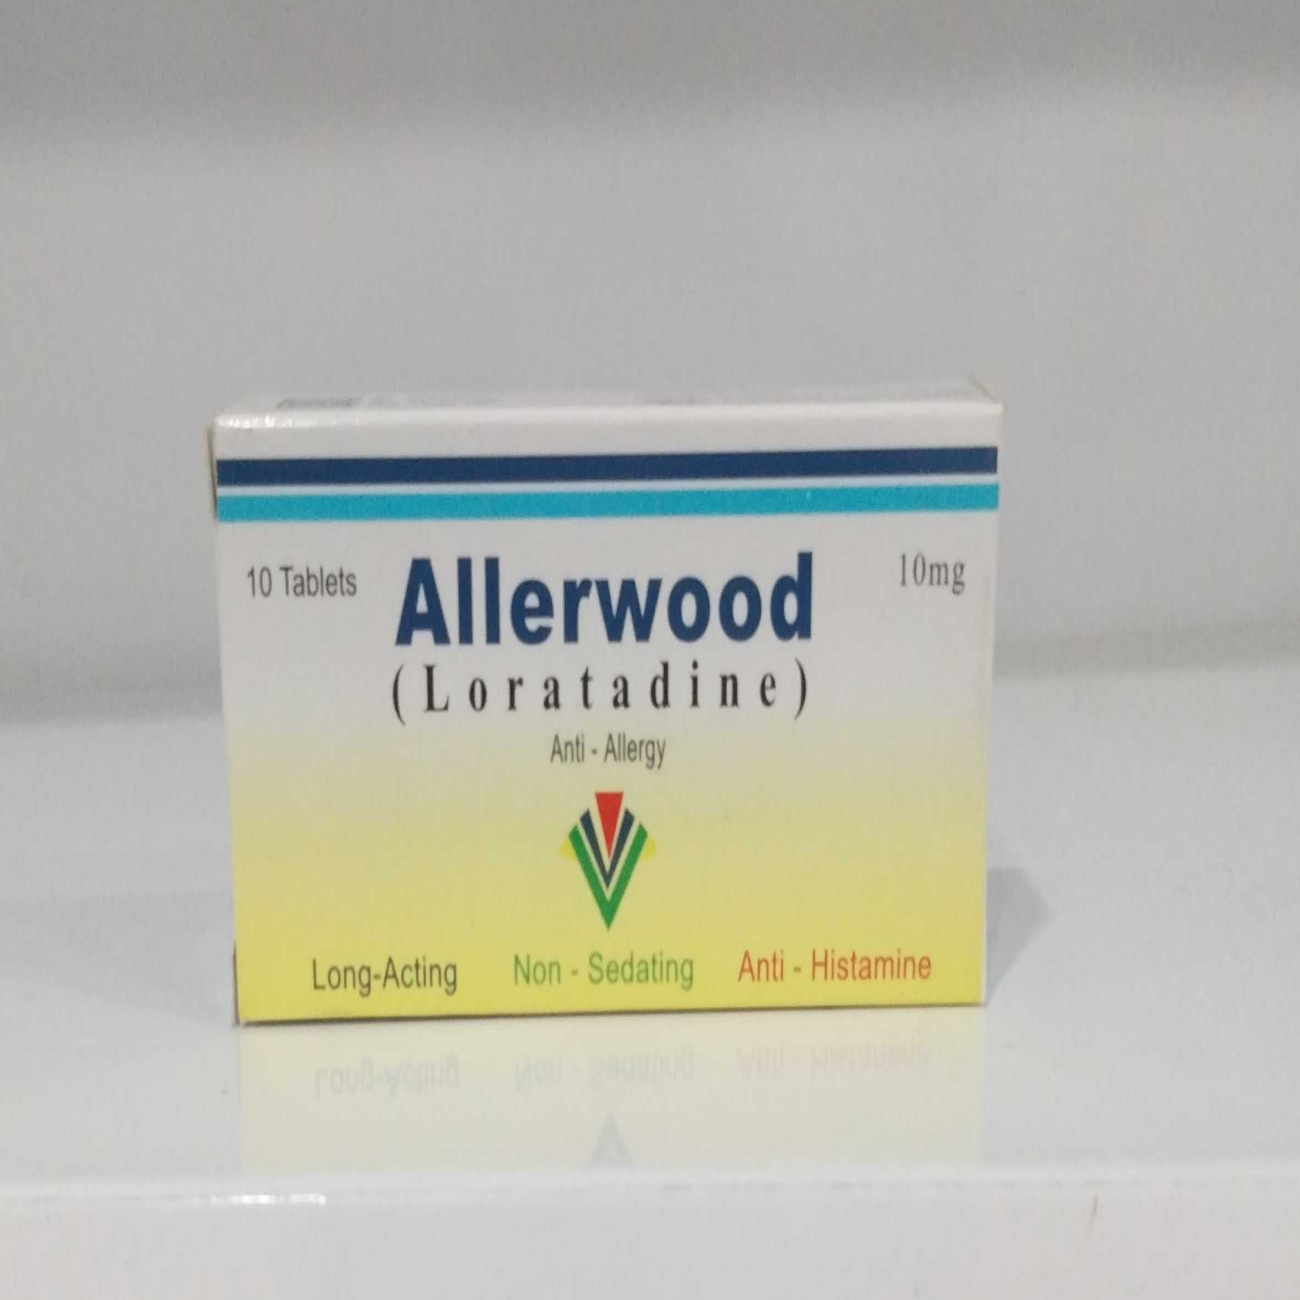 10 Tablets
Allerwood
10mg
(Loratadine)
Anti - Allergy
Long-Acting Non - Sedating Anti - Histamine